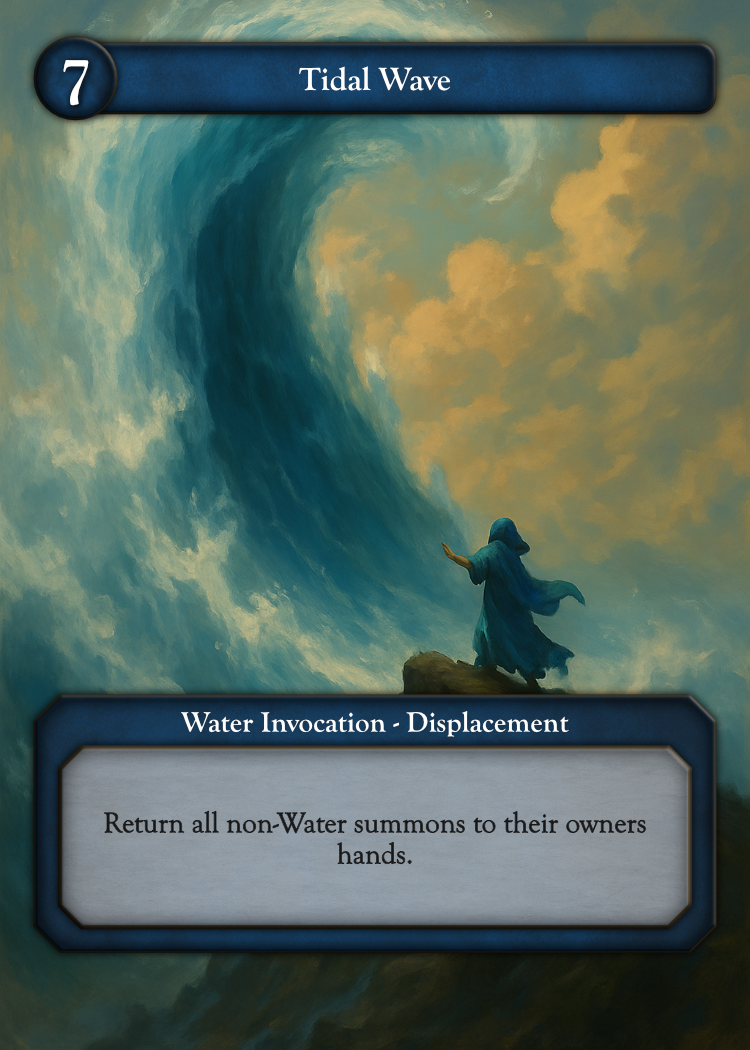 7
Tidal Wave
Water Invocation - Displacement
Return all non-Water summons to their owners
hands.